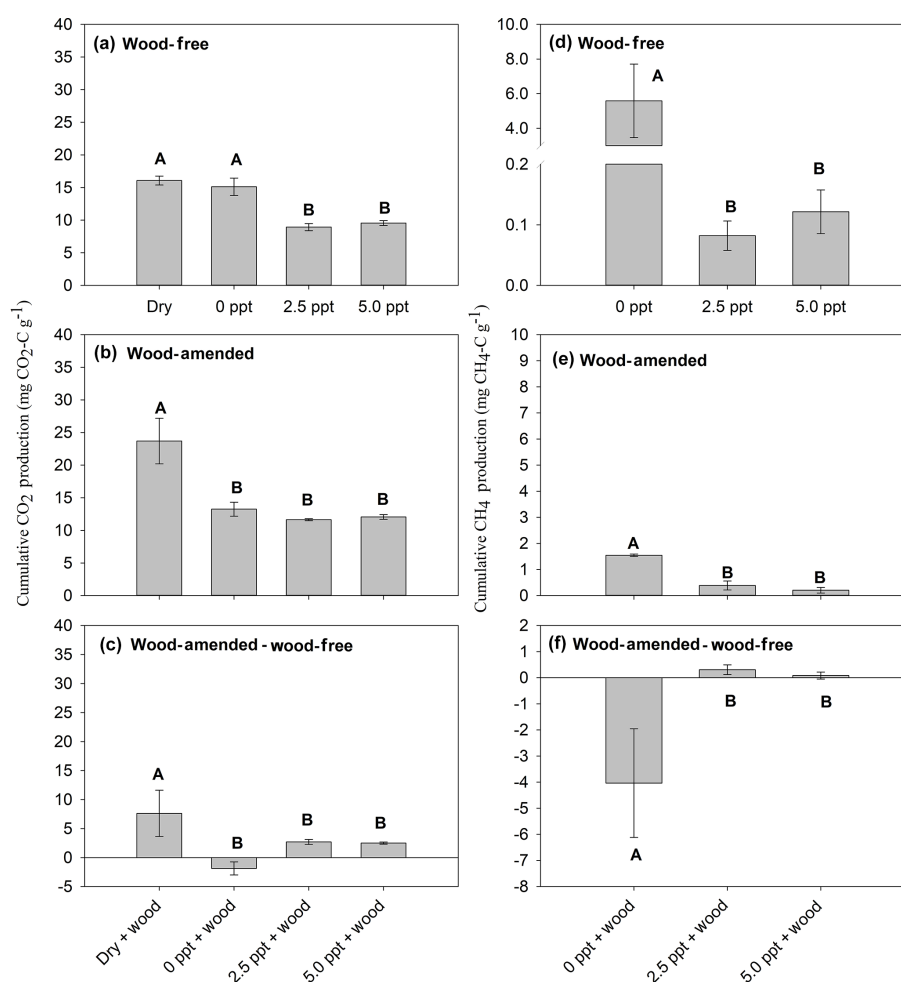 Cumulative CO2 production (mg CO2-C g-1)
(a) Wood-free
40
35
30
25
20
15
10
5
0
A
A
B
B
Dry
0 ppt
2.5 ppt
5.0 ppt
(b) Wood-amended
40
35
30
25
20
15
10
5
0
A
B
B
B
(c) Wood-amended - wood-free
40
35
30
25
20
15
10
5
0
-5
A
B
B
B
Dry + wood
0 ppt + wood
2.5 ppt + wood
5.0 ppt + wood
Cumulative CH4 production (mg CH4-C g-1)
(d) Wood-free
10.0
8.0
6.0
4.0
0.2
0.1
0.0
A
B
B
0 ppt
2.5 ppt
5.0 ppt
(e) Wood-amended
10
9
8
7
6
5
4
3
2
1
0
A
B
B
(f) Wood-amended - wood-free
2
1
0
-1
-2
-3
-4
-5
-6
-7
-8
A
B
B
0 ppt + wood
2.5 ppt + wood
5.0 ppt + wood